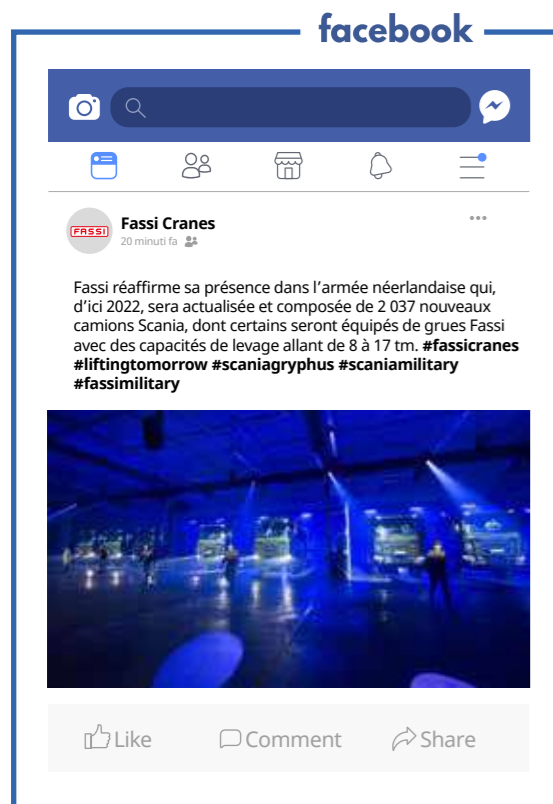 facebook
FASSI
Fassi Cranes
20 minuti fa
Fassi réaffirme sa présence dans l’armée néerlandaise qui,
d’ici 2022, sera actualisée et composée de 2 037 nouveaux
camions Scania, dont certains seront équipés de grues Fassi
avec des capacités de levage allant de 8 à 17 tm. #fassicranes
#liftingtomorrow #scaniagryphus #scaniamilitary
#fassimilitary
Like Comment Share